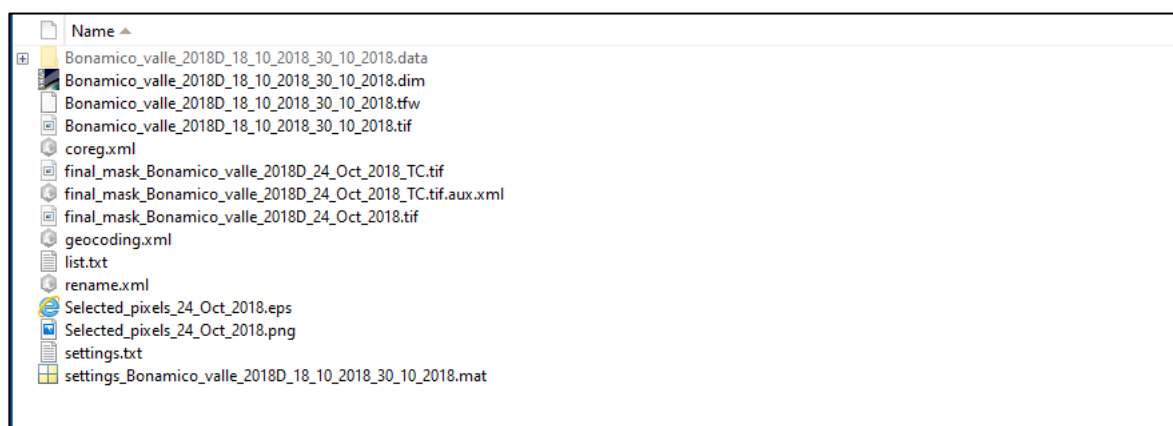 Name
Bonamico_valle_2018D_18_10_2018_30_10_2018.data
Bonamico_valle_2018D_18_10_2018_30_10_2018.dim
Bonamico_valle_2018D_18_10_2018_30_10_2018.tfw
Bonamico_valle_2018D_18_10_2018_30_10_2018.tif
coreg.xml
final_mask_Bonamico_valle_2018D_24_Oct_2018_TC.tif
final_mask_Bonamico_valle_2018D_24_Oct_2018_TC.tif.aux.xml
final_mask_Bonamico_valle_2018D_24_Oct_2018.tif
geocoding.xml
list.txt
rename.xml
Selected_pixels_24_Oct_2018.eps
Selected_pixels_24_Oct_2018.png
settings.txt
settings_Bonamico_valle_2018D_18_10_2018_30_10_2018.mat